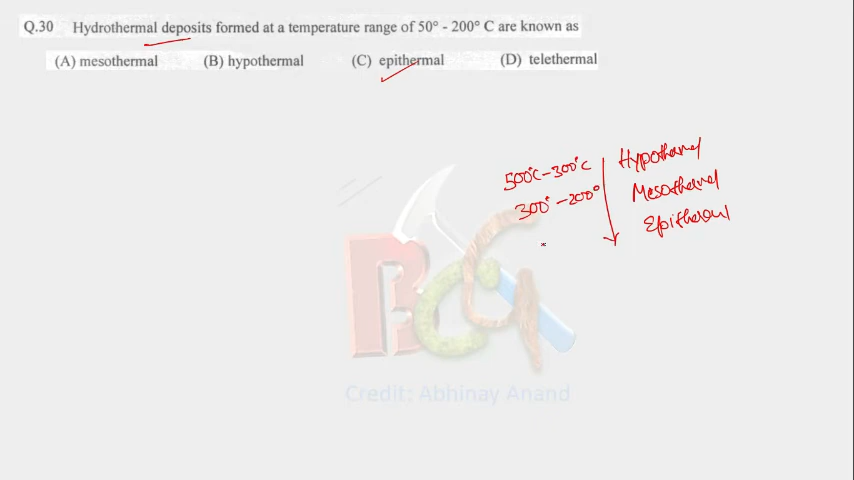 Q.30 Hydrothermal deposits formed at a temperature range of 50° - 200° C are known as
(A) mesothermal (B) hypothermal (C) epithermal (D) telethermal
500°C-300°C Hypothermal
300°-200° Mesothermal
Epithermal
BCG
Credit: Abhinay Anand